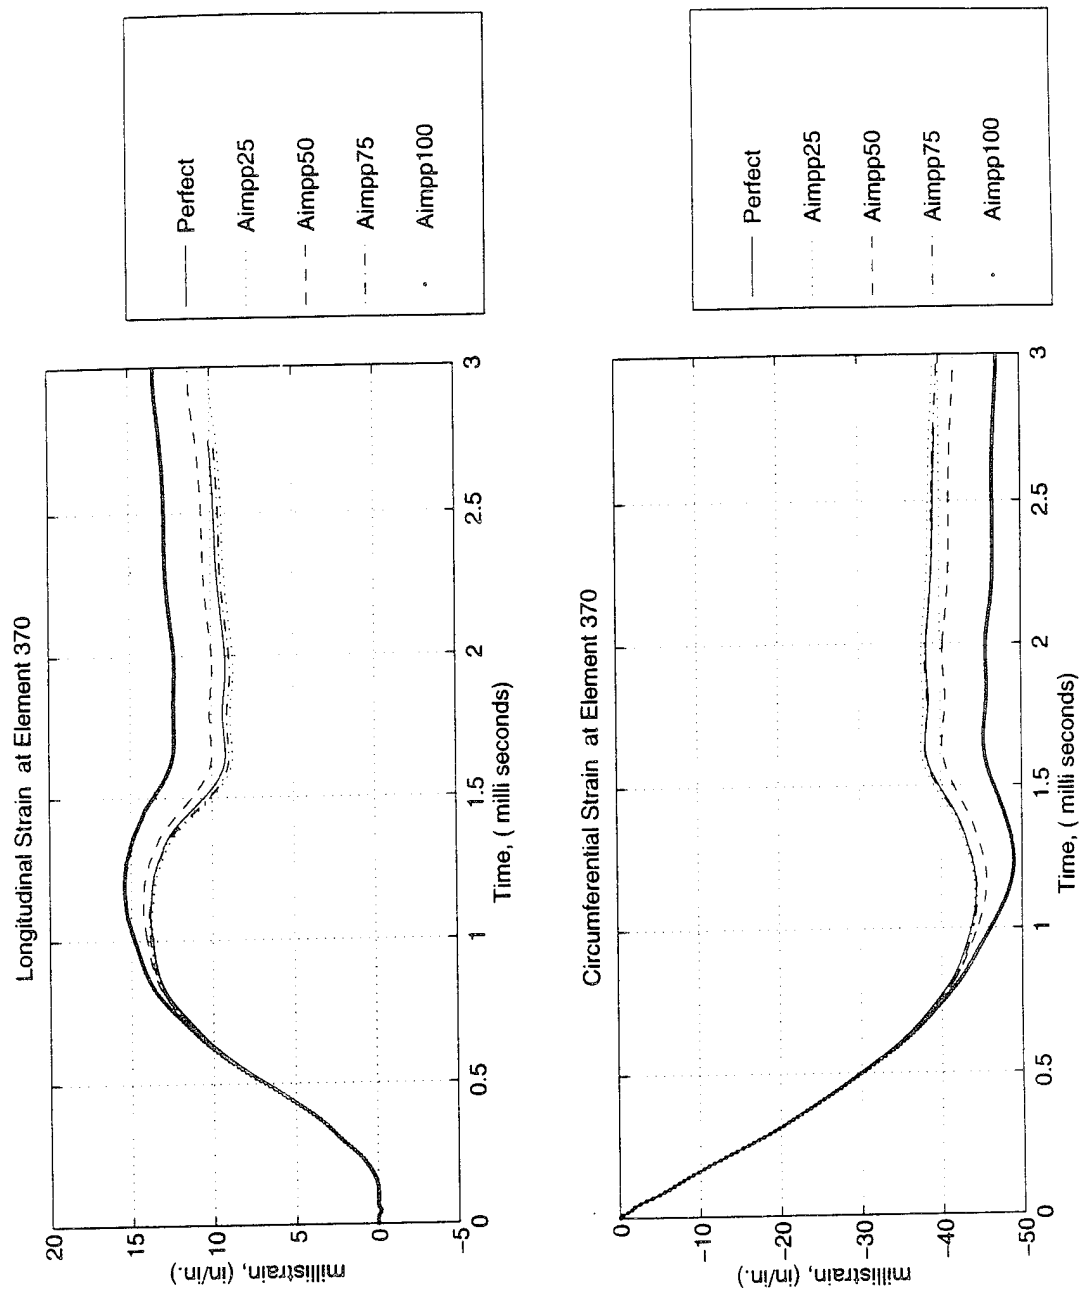 Longitudinal Strain at Element 370
millistrain, (in/in.)
20
15
10
5
0
-5
0
0.5
1
1.5
2
2.5
3
Time, ( milli seconds)
Perfect
Aimpp25
Aimpp50
Aimpp75
Aimpp100
Circumferential Strain at Element 370
millistrain, (in/in.)
0
-10
-20
-30
-40
-50
0
0.5
1
1.5
2
2.5
3
Time, ( milli seconds)
Perfect
Aimpp25
Aimpp50
Aimpp75
Aimpp100